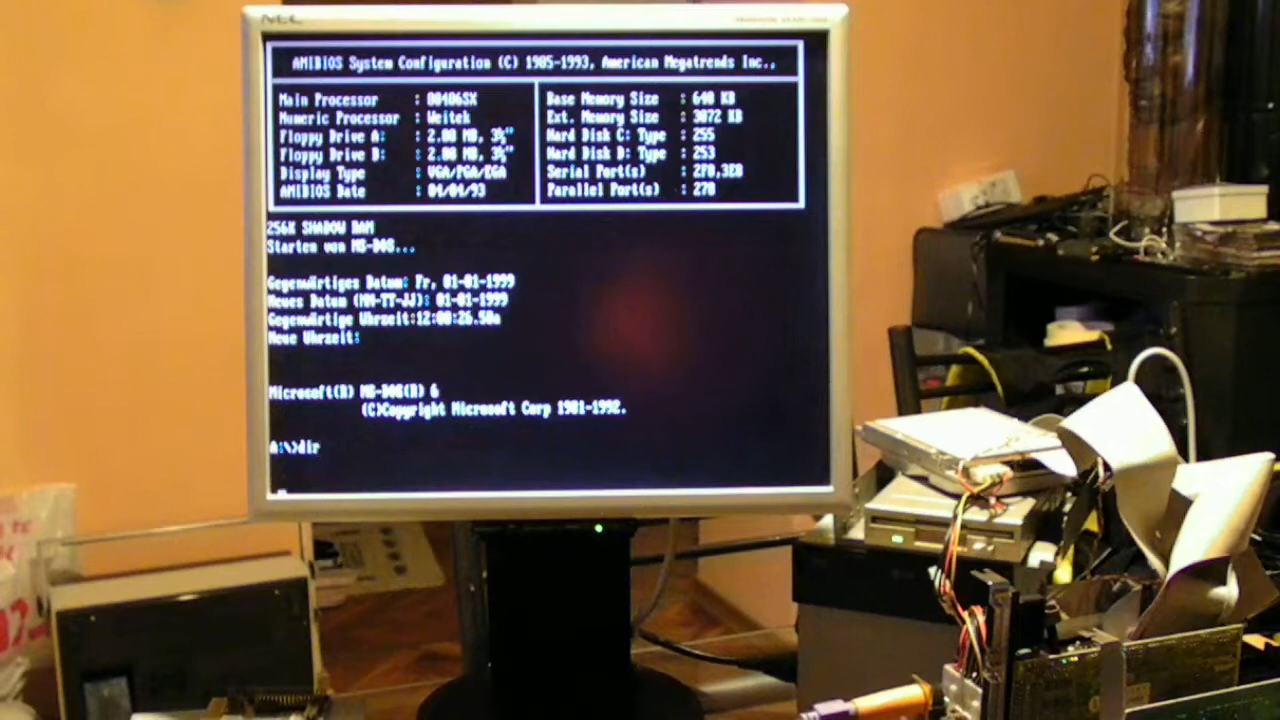 NEC
AMIBIOS System Configuration (C) 1985-1993, American Megatrends Inc.,
Main Processor : 80486SX
Numeric Processor : Weitek
Floppy Drive A: : 2.88 MB, 3½"
Floppy Drive B: : 2.88 MB, 3½"
Display Type : VGA/PGA/EGA
AMIBIOS Date : 04/04/93
Base Memory Size : 640 KB
Ext. Memory Size : 3072 KB
Hard Disk C: Type : 255
Hard Disk D: Type : 253
Serial Port(s) : 2F8,3E8
Parallel Port(s) : 278
256K SHADOW RAM
Starten von MS-DOS...
Gegenwärtiges Datum: Fr, 01-01-1999
Neues Datum (MM-TT-JJ): 01-01-1999
Gegenwärtige Uhrzeit:12:00:26.50a
Neue Uhrzeit:
Microsoft(R) MS-DOS(R) 6
(C)Copyright Microsoft Corp 1981-1992.
A:\>dir